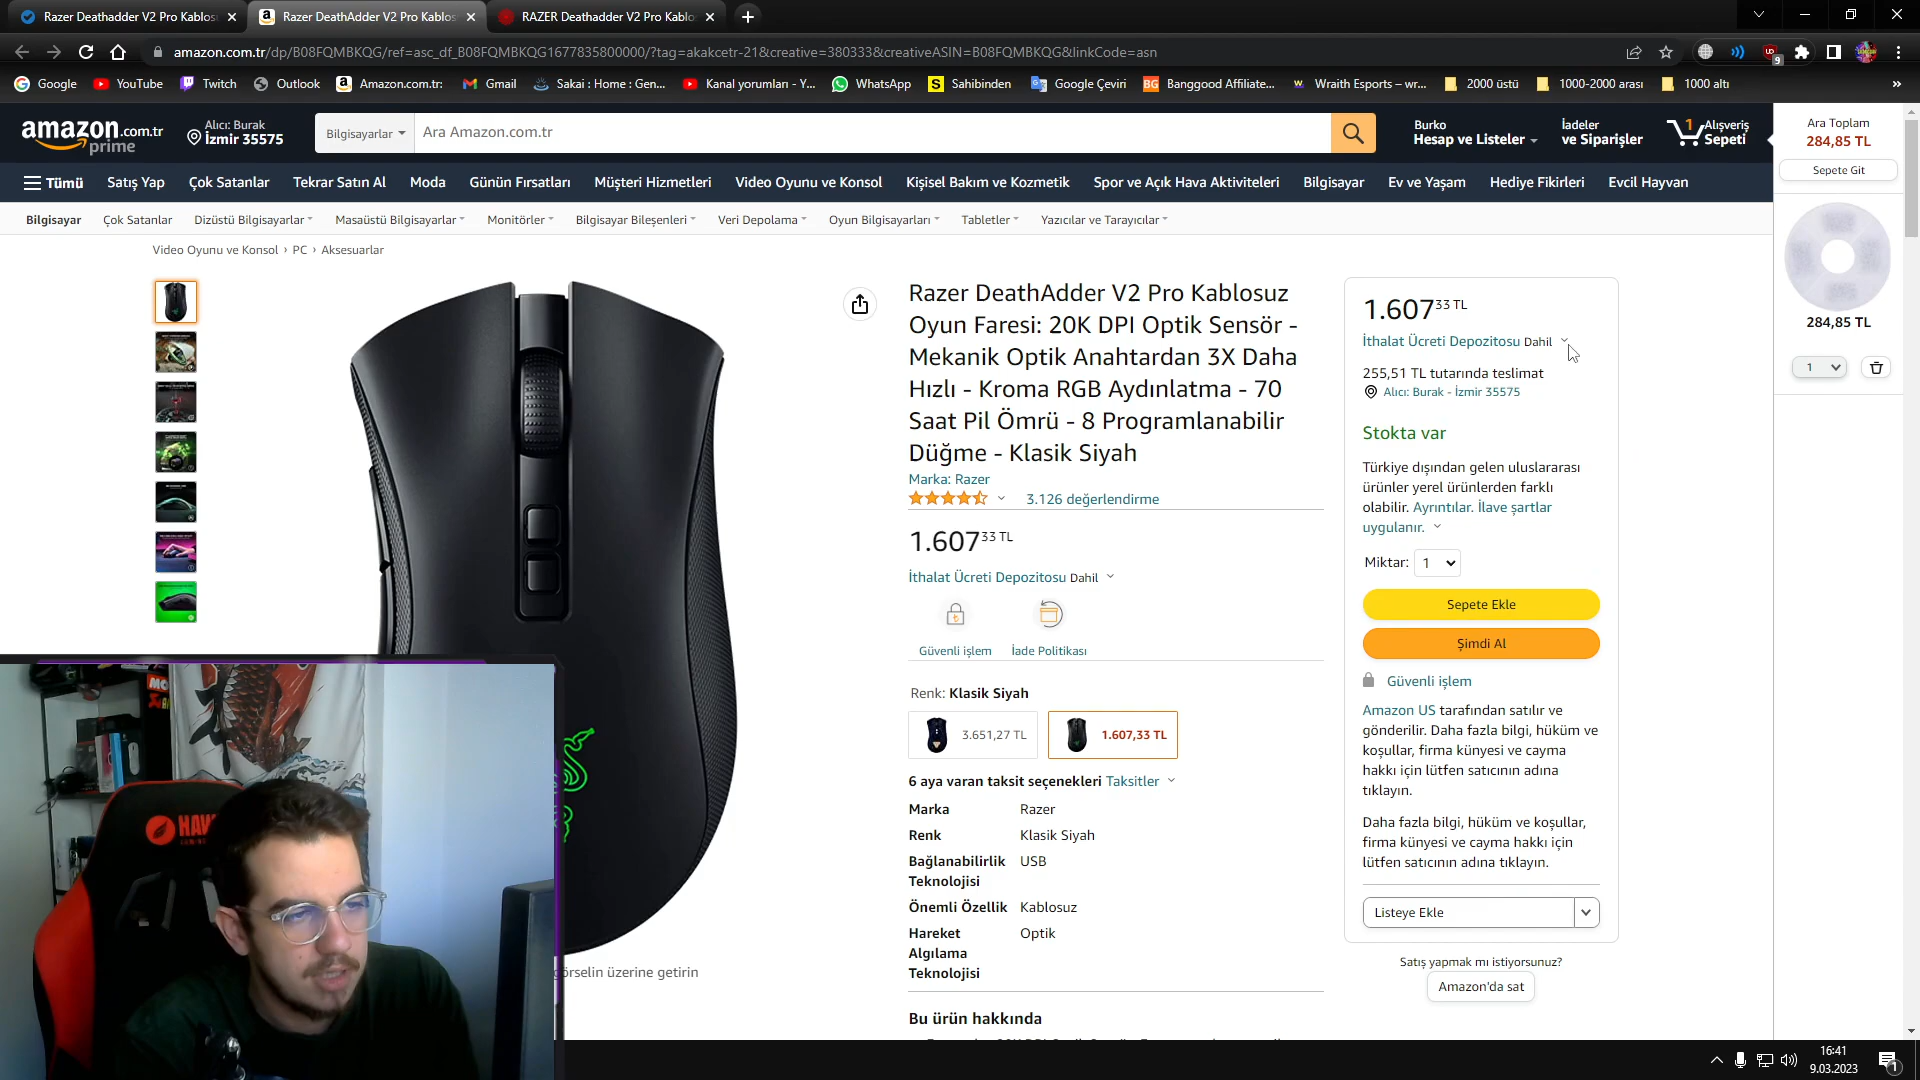 Razer Deathadder V2 Pro Kablos
Razer DeathAdder V2 Pro Kablos
RAZER Deathadder V2 Pro Kablo
amazon.com.tr/dp/B08FQMBKQG/ref=asc_df_B08FQMBKQG1677835800000/?tag=akakcetr-21&creative=380333&creativeASIN=B08FQMBKQG&linkCode=asn
9
Google
YouTube
Twitch
Outlook
Amazon.com.tr:
Gmail
Sakai : Home : Gen...
Kanal yorumları - Y...
WhatsApp
Sahibinden
Google Çeviri
BG Banggood Affiliate...
Wraith Esports – wr...
2000 üstü
1000-2000 arası
1000 altı
»
amazon.com.tr
prime
Alıcı: Burak
İzmir 35575
Bilgisayarlar
Ara Amazon.com.tr
Burko
Hesap ve Listeler
İadeler
ve Siparişler
1
Alışveriş
Sepeti
Tümü
Satış Yap
Çok Satanlar
Tekrar Satın Al
Moda
Günün Fırsatları
Müşteri Hizmetleri
Video Oyunu ve Konsol
Kişisel Bakım ve Kozmetik
Spor ve Açık Hava Aktiviteleri
Bilgisayar
Ev ve Yaşam
Hediye Fikirleri
Evcil Hayvan
Bilgisayar
Çok Satanlar
Dizüstü Bilgisayarlar
Masaüstü Bilgisayarlar
Monitörler
Bilgisayar Bileşenleri
Veri Depolama
Oyun Bilgisayarları
Tabletler
Yazıcılar ve Tarayıcılar
Video Oyunu ve Konsol › PC › Aksesuarlar
Razer DeathAdder V2 Pro Kablosuz
Oyun Faresi: 20K DPI Optik Sensör -
Mekanik Optik Anahtardan 3X Daha
Hızlı - Kroma RGB Aydınlatma - 70
Saat Pil Ömrü - 8 Programlanabilir
Düğme - Klasik Siyah
Marka: Razer
3.126 değerlendirme
1.607 33 TL
İthalat Ücreti Depozitosu Dahil
Güvenli işlem
İade Politikası
Renk: Klasik Siyah
3.651,27 TL
1.607,33 TL
6 aya varan taksit seçenekleri Taksitler
Marka Razer
Renk Klasik Siyah
Bağlanabilirlik USB
Teknolojisi
Önemli Özellik Kablosuz
Hareket Optik
Algılama
Teknolojisi
Bu ürün hakkında
örselin üzerine getirin
HAW
1.607 33 TL
İthalat Ücreti Depozitosu Dahil
255,51 TL tutarında teslimat
Alıcı: Burak - İzmir 35575
Stokta var
Türkiye dışından gelen uluslararası
ürünler yerel ürünlerden farklı
olabilir. Ayrıntılar. İlave şartlar
uygulanır.
Miktar: 1
Sepete Ekle
Şimdi Al
Güvenli işlem
Amazon US tarafından satılır ve
gönderilir. Daha fazla bilgi, hüküm ve
koşullar, firma künyesi ve cayma
hakkı için lütfen satıcının adına
tıklayın.
Daha fazla bilgi, hüküm ve koşullar,
firma künyesi ve cayma hakkı için
lütfen satıcının adına tıklayın.
Listeye Ekle
Satış yapmak mı istiyorsunuz?
Amazon'da sat
Ara Toplam
284,85 TL
Sepete Git
284,85 TL
1
16:41
9.03.2023
1